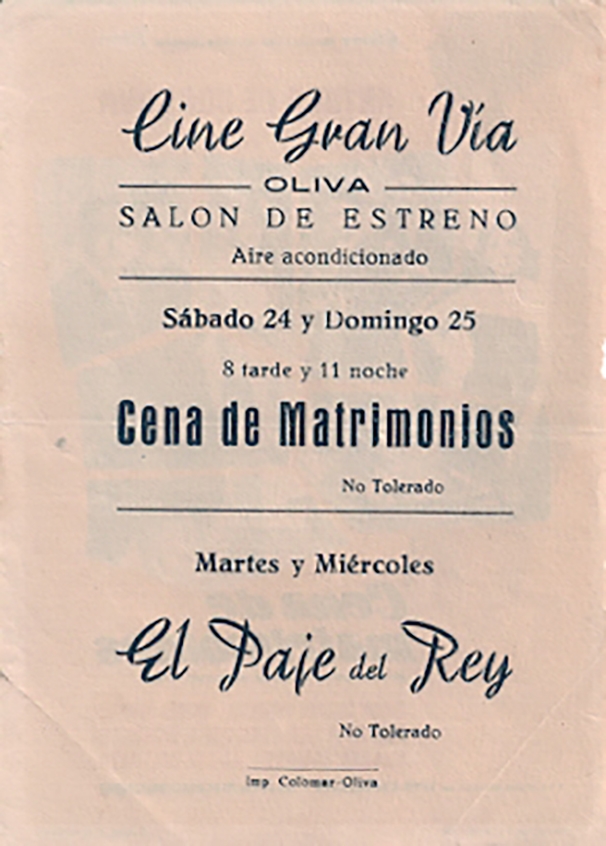 Cine Gran Vía
OLIVA
SALON DE ESTRENO
Aire acondicionado
Sábado 24 y Domingo 25
8 tarde y 11 noche
Cena de Matrimonios
No Tolerado
Martes y Miércoles
El Paje del Rey
No Tolerado
Imp Colomar-Oliva